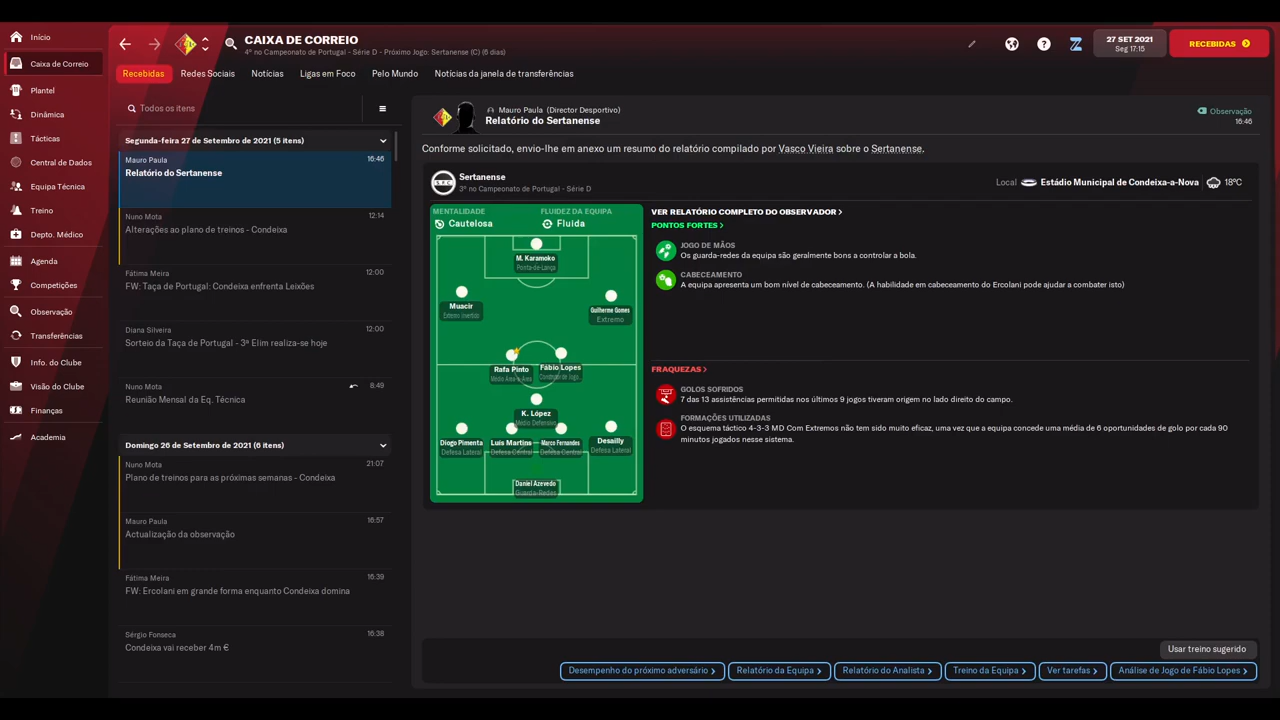 Início
Caixa de Correio
Plantel
Dinâmica
Tácticas
Central de Dados
Equipa Técnica
Treino
Depto. Médico
Agenda
Competições
Observação
Transferências
Info. do Clube
Visão do Clube
Finanças
Academia
CAIXA DE CORREIO
4º no Campeonato de Portugal - Série D - Próximo Jogo: Sertanense (C) (6 dias)
27 SET 2021
Seg 17:15
RECEBIDAS
Recebidas
Redes Sociais
Notícias
Ligas em Foco
Pelo Mundo
Notícias da janela de transferências
Todos os itens
Segunda-feira 27 de Setembro de 2021 (5 itens)
Mauro Paula 16:46
Relatório do Sertanense
Nuno Mota 12:14
Alterações ao plano de treinos - Condeixa
Fátima Meira 12:00
FW: Taça de Portugal: Condeixa enfrenta Leixões
Diana Silveira 12:00
Sorteio da Taça de Portugal - 3ª Elim realiza-se hoje
Nuno Mota 8:49
Reunião Mensal da Eq. Técnica
Domingo 26 de Setembro de 2021 (6 itens)
Nuno Mota 21:07
Plano de treinos para as próximas semanas - Condeixa
Mauro Paula 16:57
Actualização da observação
Fátima Meira 16:39
FW: Ercolani em grande forma enquanto Condeixa domina
Sérgio Fonseca 16:38
Condeixa vai receber 4m €
Mauro Paula (Director Desportivo)
Relatório do Sertanense
Observação
16:46
Conforme solicitado, envio-lhe em anexo um resumo do relatório compilado por Vasco Vieira sobre o Sertanense.
Sertanense
3º no Campeonato de Portugal - Série D
Local Estádio Municipal de Condeixa-a-Nova 18ºC
MENTALIDADE
Cautelosa
FLUIDEZ DA EQUIPA
Fluida
M. Karamoko
Ponta-de-Lança
Muacir
Extremo Invertido
Guilherme Gomes
Extremo
Rafa Pinto
Médio Área-a-Área
Fábio Lopes
Construtor de Jogo
K. López
Médio Defensivo
Diogo Pimenta
Defesa Lateral
Luís Martins
Defesa Central
Marco Fernandes
Defesa Central
Desailly
Defesa Lateral
Daniel Azevedo
Guarda-Redes
VER RELATÓRIO COMPLETO DO OBSERVADOR
PONTOS FORTES
JOGO DE MÃOS
Os guarda-redes da equipa são geralmente bons a controlar a bola.
CABECEAMENTO
A equipa apresenta um bom nível de cabeceamento. (A habilidade em cabeceamento do Ercolani pode ajudar a combater isto)
FRAQUEZAS
GOLOS SOFRIDOS
7 das 13 assistências permitidas nos últimos 9 jogos tiveram origem no lado direito do campo.
FORMAÇÕES UTILIZADAS
O esquema táctico 4-3-3 MD Com Extremos não tem sido muito eficaz, uma vez que a equipa concede uma média de 6 oportunidades de golo por cada 90
minutos jogados nesse sistema.
Usar treino sugerido
Desempenho do próximo adversário
Relatório da Equipa
Relatório do Analista
Treino da Equipa
Ver tarefas
Análise de Jogo de Fábio Lopes